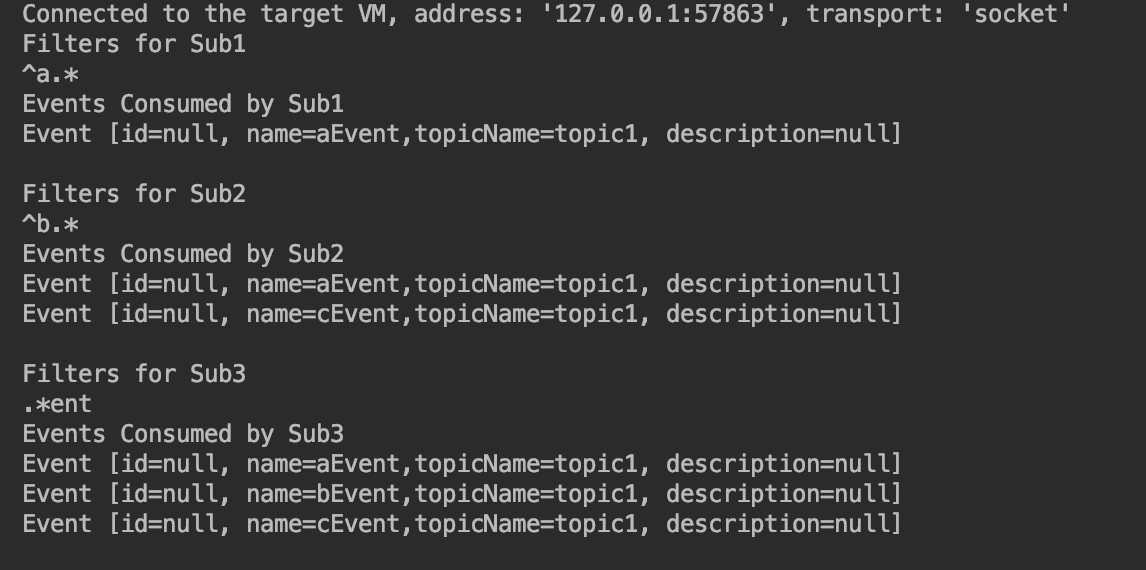 Connected to the target VM, address: '127.0.0.1:57863', transport: 'socket'
Filters for Sub1
^a.*
Events Consumed by Sub1
Event [id=null, name=aEvent,topicName=topic1, description=null]
Filters for Sub2
^b.*
Events Consumed by Sub2
Event [id=null, name=aEvent,topicName=topic1, description=null]
Event [id=null, name=cEvent,topicName=topic1, description=null]
Filters for Sub3
.*ent
Events Consumed by Sub3
Event [id=null, name=aEvent,topicName=topic1, description=null]
Event [id=null, name=bEvent,topicName=topic1, description=null]
Event [id=null, name=cEvent,topicName=topic1, description=null]